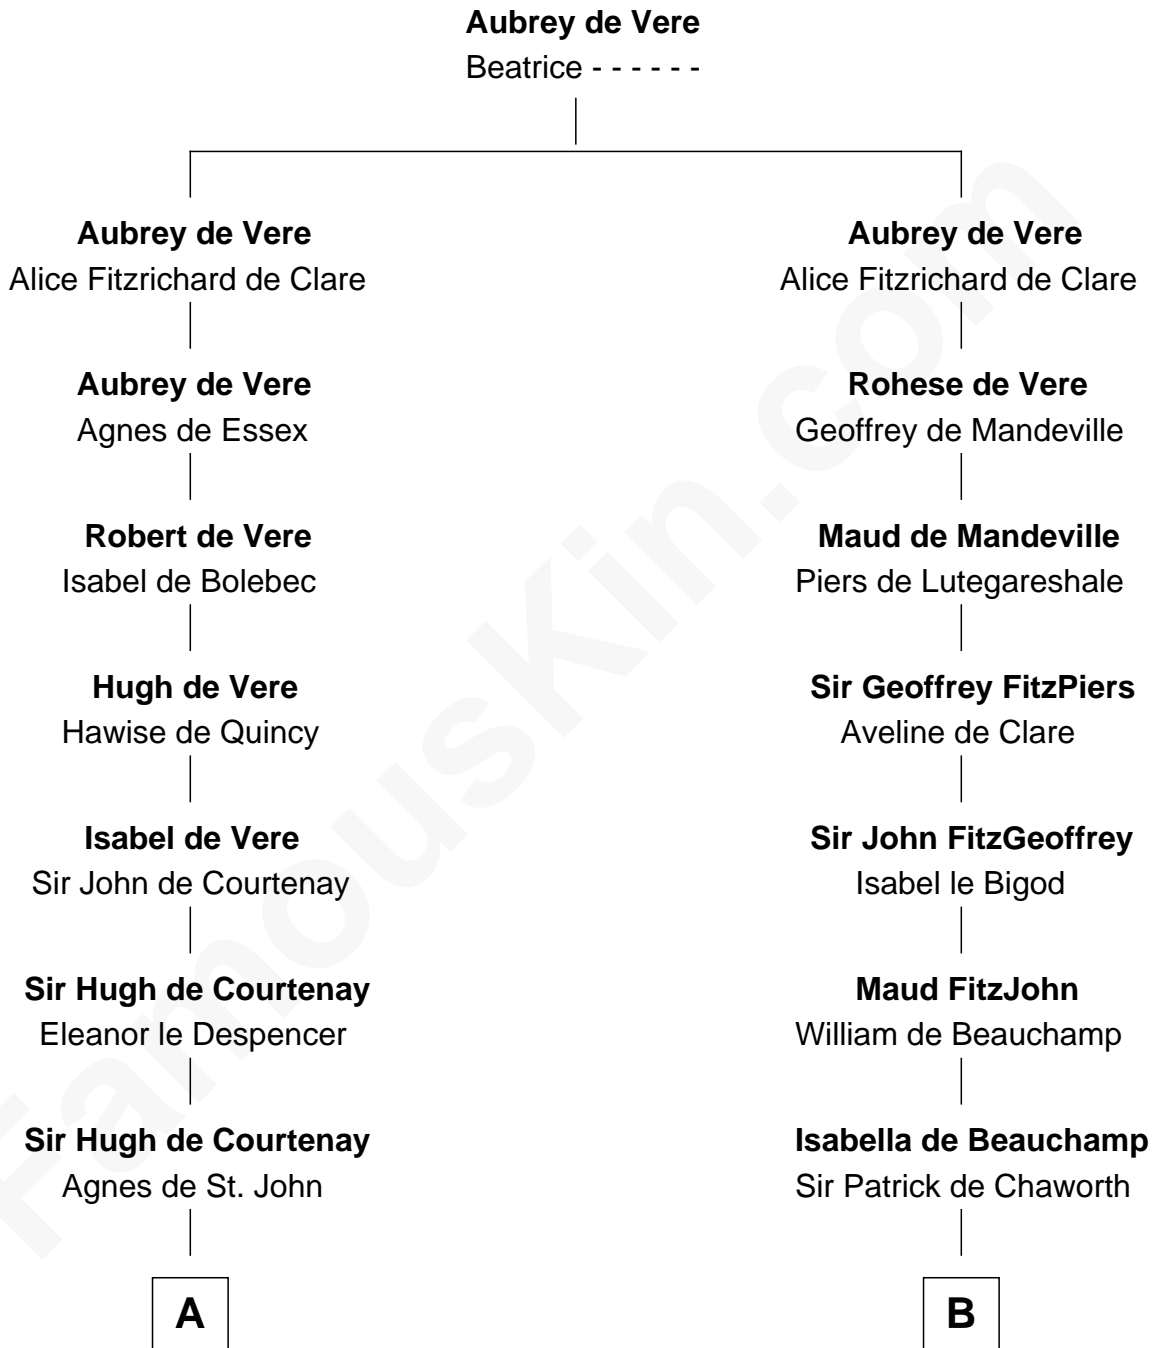 Aubrey de Vere
Beatrice - - - - - -
Aubrey de Vere
Alice Fitzrichard de Clare
Aubrey de Vere
Agnes de Essex
Robert de Vere
Isabel de Bolebec
Hugh de Vere
Hawise de Quincy
Isabel de Vere
Sir John de Courtenay
Sir Hugh de Courtenay
Eleanor le Despencer
Sir Hugh de Courtenay
Agnes de St. John
A
Aubrey de Vere
Alice Fitzrichard de Clare
Rohese de Vere
Geoffrey de Mandeville
Maud de Mandeville
Piers de Lutegareshale
Sir Geoffrey FitzPiers
Aveline de Clare
Sir John FitzGeoffrey
Isabel le Bigod
Maud FitzJohn
William de Beauchamp
Isabella de Beauchamp
Sir Patrick de Chaworth
B
FamousKin.com